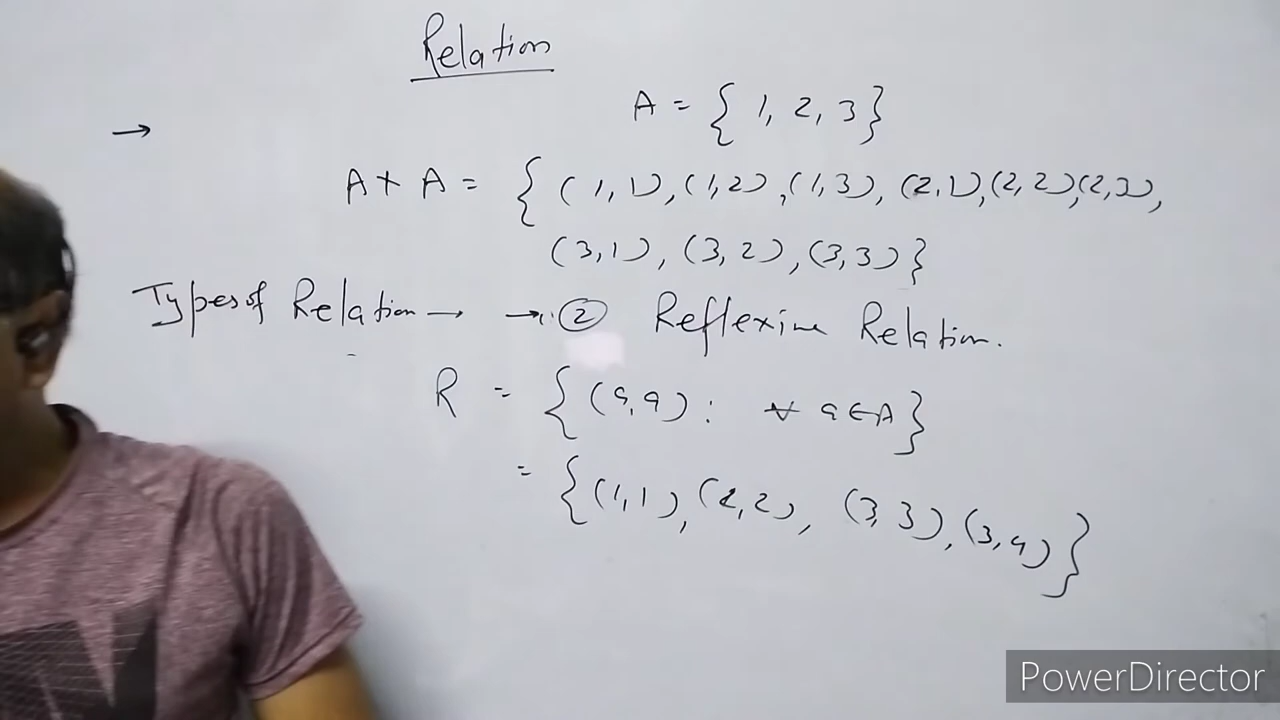 Relation
→ A = { 1, 2, 3 }
A × A = { (1, 1), (1, 2), (1, 3), (2, 1), (2, 2) (2, 3),
(3, 1), (3, 2), (3, 3) }
Types of Relation → → ② Reflexive Relation.
R = { (a, a) : ∀ a ∈ A }
= { (1, 1), (2, 2), (3, 3), (3, 4) }
PowerDirector